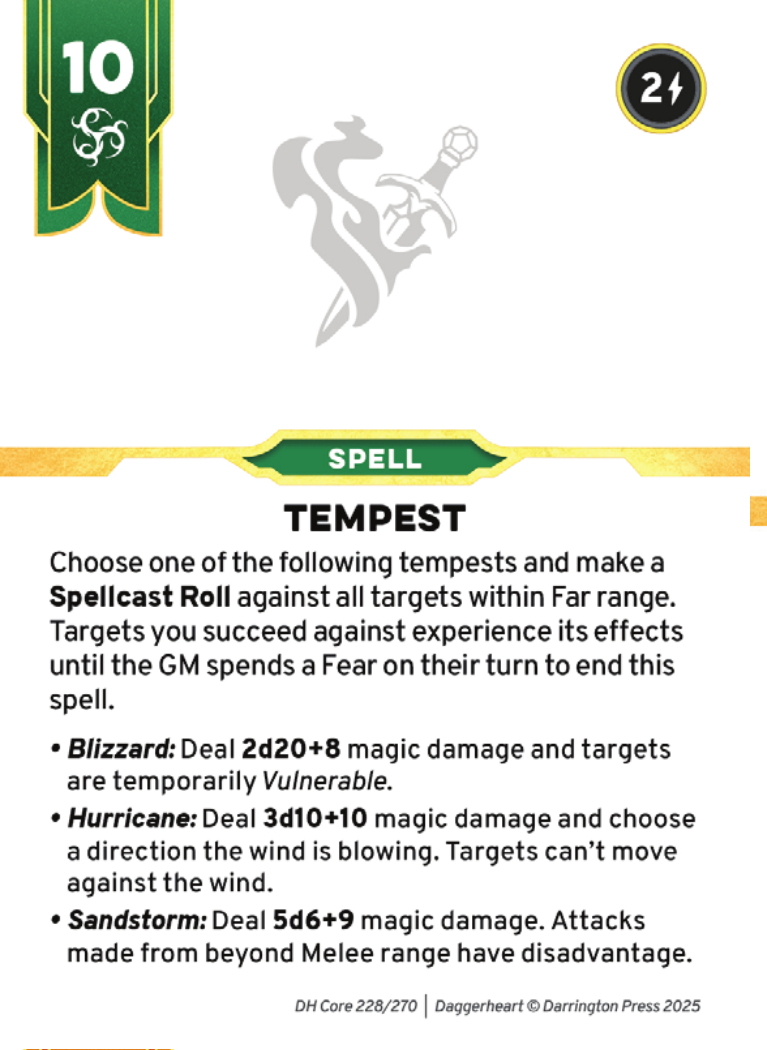 10
2
SPELL
TEMPEST
Choose one of the following tempests and make a
Spellcast Roll against all targets within Far range.
Targets you succeed against experience its effects
until the GM spends a Fear on their turn to end this
spell.
• Blizzard: Deal 2d20+8 magic damage and targets
are temporarily Vulnerable.
• Hurricane: Deal 3d10+10 magic damage and choose
a direction the wind is blowing. Targets can’t move
against the wind.
• Sandstorm: Deal 5d6+9 magic damage. Attacks
made from beyond Melee range have disadvantage.
DH Core 228/270 | Daggerheart © Darrington Press 2025